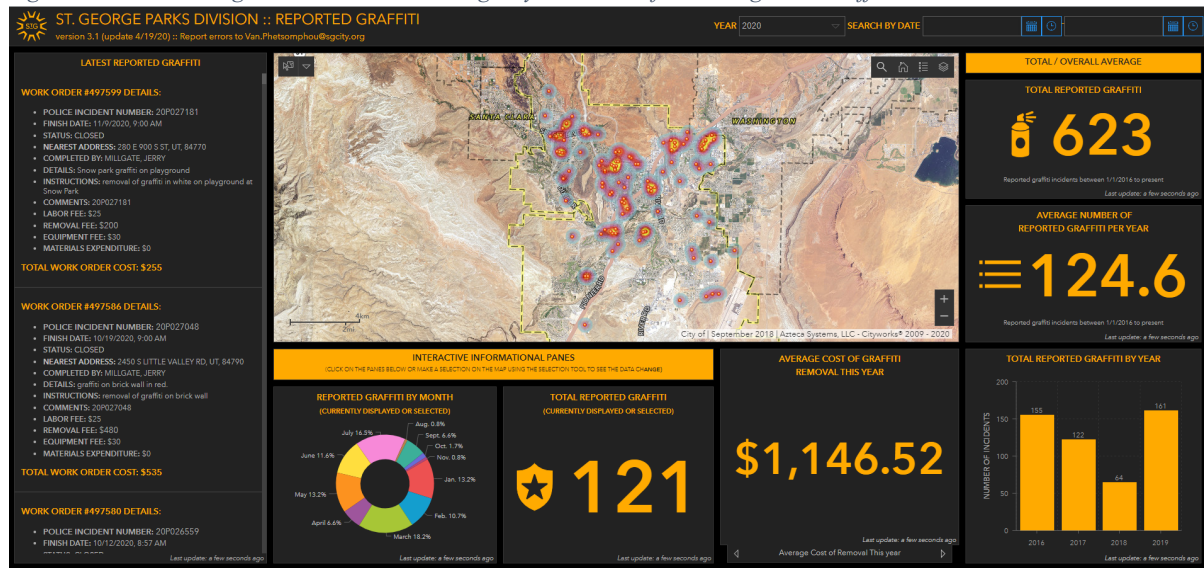 ST. GEORGE PARKS DIVISION :: REPORTED GRAFFITI
version 3.1 (update 4/19/20) :: Report errors to Van.Phetsomphou@sgcity.org
YEAR 2020 SEARCH BY DATE
LATEST REPORTED GRAFFITI
WORK ORDER #497599 DETAILS:
• POLICE INCIDENT NUMBER: 20P027181
• FINISH DATE: 11/9/2020, 9:00 AM
• STATUS: CLOSED
• NEAREST ADDRESS: 280 E 900 S ST, UT, 84770
• COMPLETED BY: MILLGATE, JERRY
• DETAILS: Snow park graffiti on playground
• INSTRUCTIONS: removal of graffiti in white on playground at
Snow Park
• COMMENTS: 20P027181
• LABOR FEE: $25
• REMOVAL FEE: $200
• EQUIPMENT FEE: $30
• MATERIALS EXPENDITURE: $0
TOTAL WORK ORDER COST: $255
WORK ORDER #497586 DETAILS:
• POLICE INCIDENT NUMBER: 20P027048
• FINISH DATE: 10/19/2020, 9:00 AM
• STATUS: CLOSED
• NEAREST ADDRESS: 2450 S LITTLE VALLEY RD, UT, 84790
• COMPLETED BY: MILLGATE, JERRY
• DETAILS: graffiti on brick wall in red.
• INSTRUCTIONS: removal of graffiti on brick wall
• COMMENTS: 20P027048
• LABOR FEE: $25
• REMOVAL FEE: $480
• EQUIPMENT FEE: $30
• MATERIALS EXPENDITURE: $0
TOTAL WORK ORDER COST: $535
WORK ORDER #497580 DETAILS:
• POLICE INCIDENT NUMBER: 20P026559
• FINISH DATE: 10/12/2020, 8:57 AM
Last update: a few seconds ago
SANTA CLARA
WASHINGTON
4km
2mi
City of | September 2018 | Azteca Systems, LLC - Cityworks® 2009 - 2020
INTERACTIVE INFORMATIONAL PANES
(CLICK ON THE PANES BELOW OR MAKE A SELECTION ON THE MAP USING THE SELECTION TOOL TO SEE THE DATA CHANGE)
REPORTED GRAFFITI BY MONTH
(CURRENTLY DISPLAYED OR SELECTED)
Aug. 0.8%
July 16.5%
Sept. 6.6%
Oct. 1.7%
June 11.6%
Nov. 0.8%
Jan. 13.2%
May 13.2%
Feb. 10.7%
April 6.6%
March 18.2%
Last update: a few seconds ago
TOTAL REPORTED GRAFFITI
(CURRENTLY DISPLAYED OR SELECTED)
121
Last update: a few seconds ago
AVERAGE COST OF GRAFFITI
REMOVAL THIS YEAR
$1,146.52
Last update: a few seconds ago
Average Cost of Removal This year
TOTAL / OVERALL AVERAGE
TOTAL REPORTED GRAFFITI
623
Reported graffiti incidents between 1/1/2016 to present
Last update: a few seconds ago
AVERAGE NUMBER OF
REPORTED GRAFFITI PER YEAR
124.6
Reported graffiti incidents between 1/1/2016 to present
Last update: a few seconds ago
TOTAL REPORTED GRAFFITI BY YEAR
NUMBER OF INCIDENTS
200
150
100
50
0
155
122
64
161
2016 2017 2018 2019
Last update: a few seconds ago